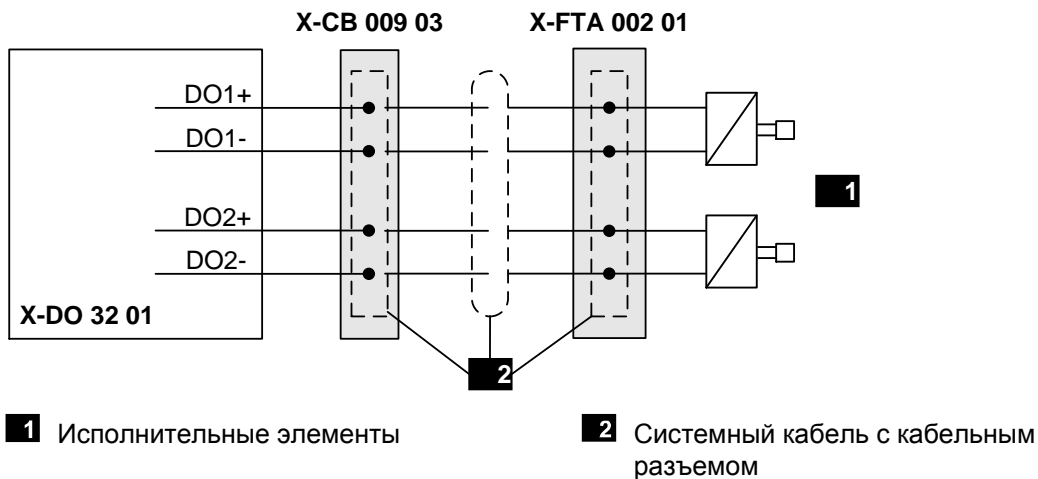 X-CB 009 03
X-FTA 002 01
DO1+
DO1-
DO2+
DO2-
X-DO 32 01
1
2
1 Исполнительные элементы
2 Системный кабель с кабельным
разъемом